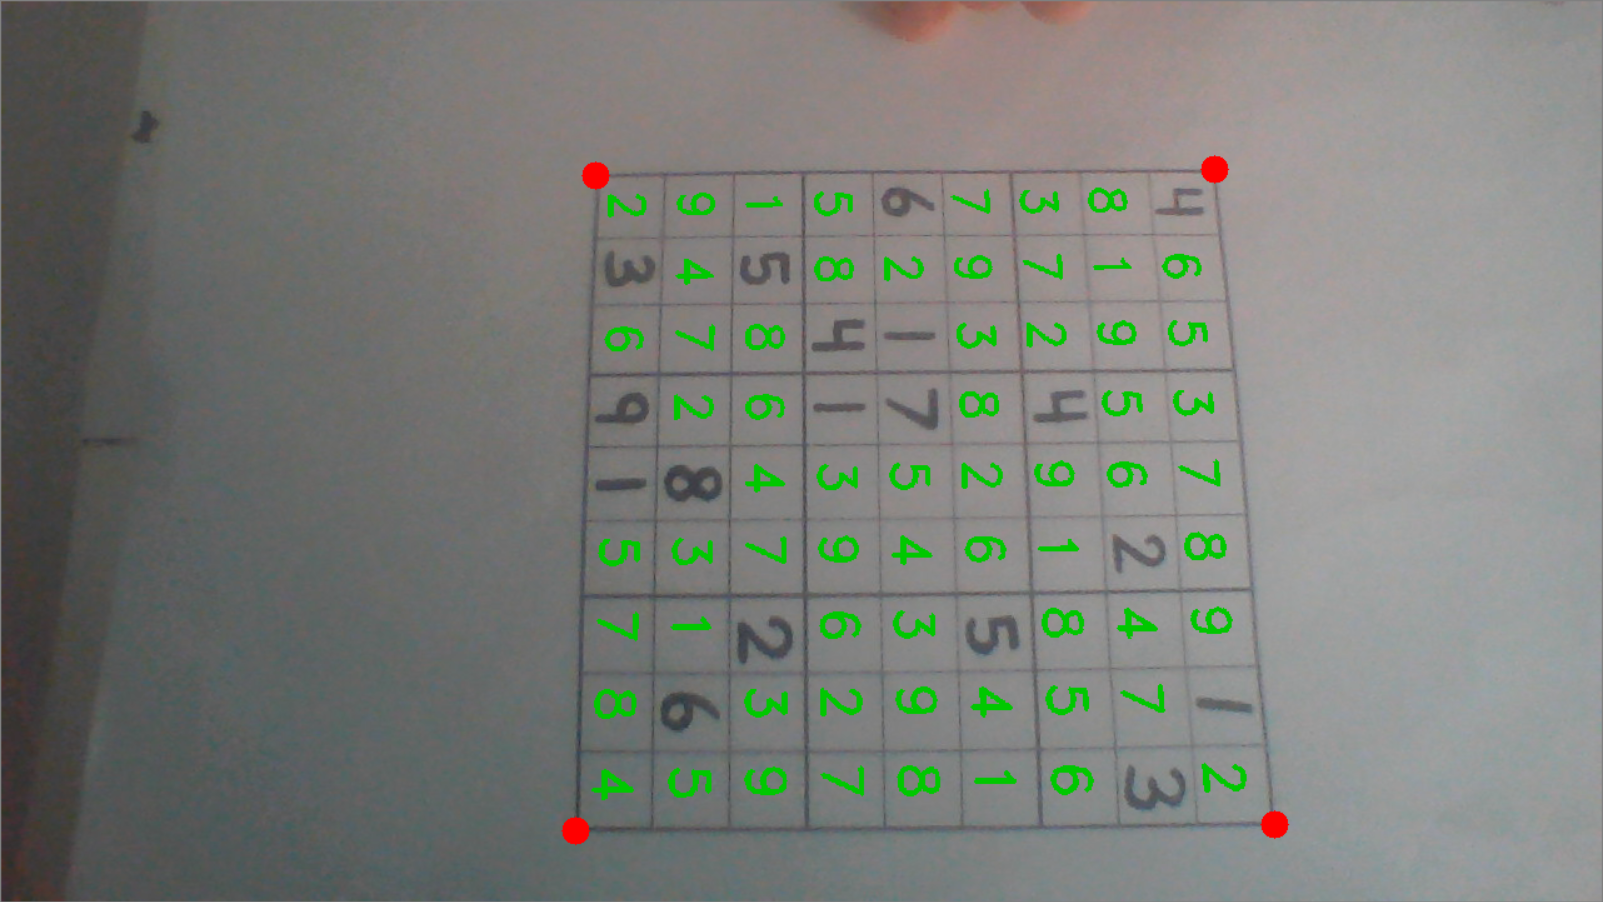 4 6 5 3 7 8 9 1 2
8 1 9 5 6 2 4 7 3
3 7 2 4 9 1 8 5 6
7 9 3 8 2 6 5 4 1
6 2 1 7 5 4 3 9 8
5 8 4 1 3 9 6 2 7
1 5 8 6 4 7 2 3 9
9 4 7 2 8 3 1 6 5
2 3 6 9 1 5 7 8 4